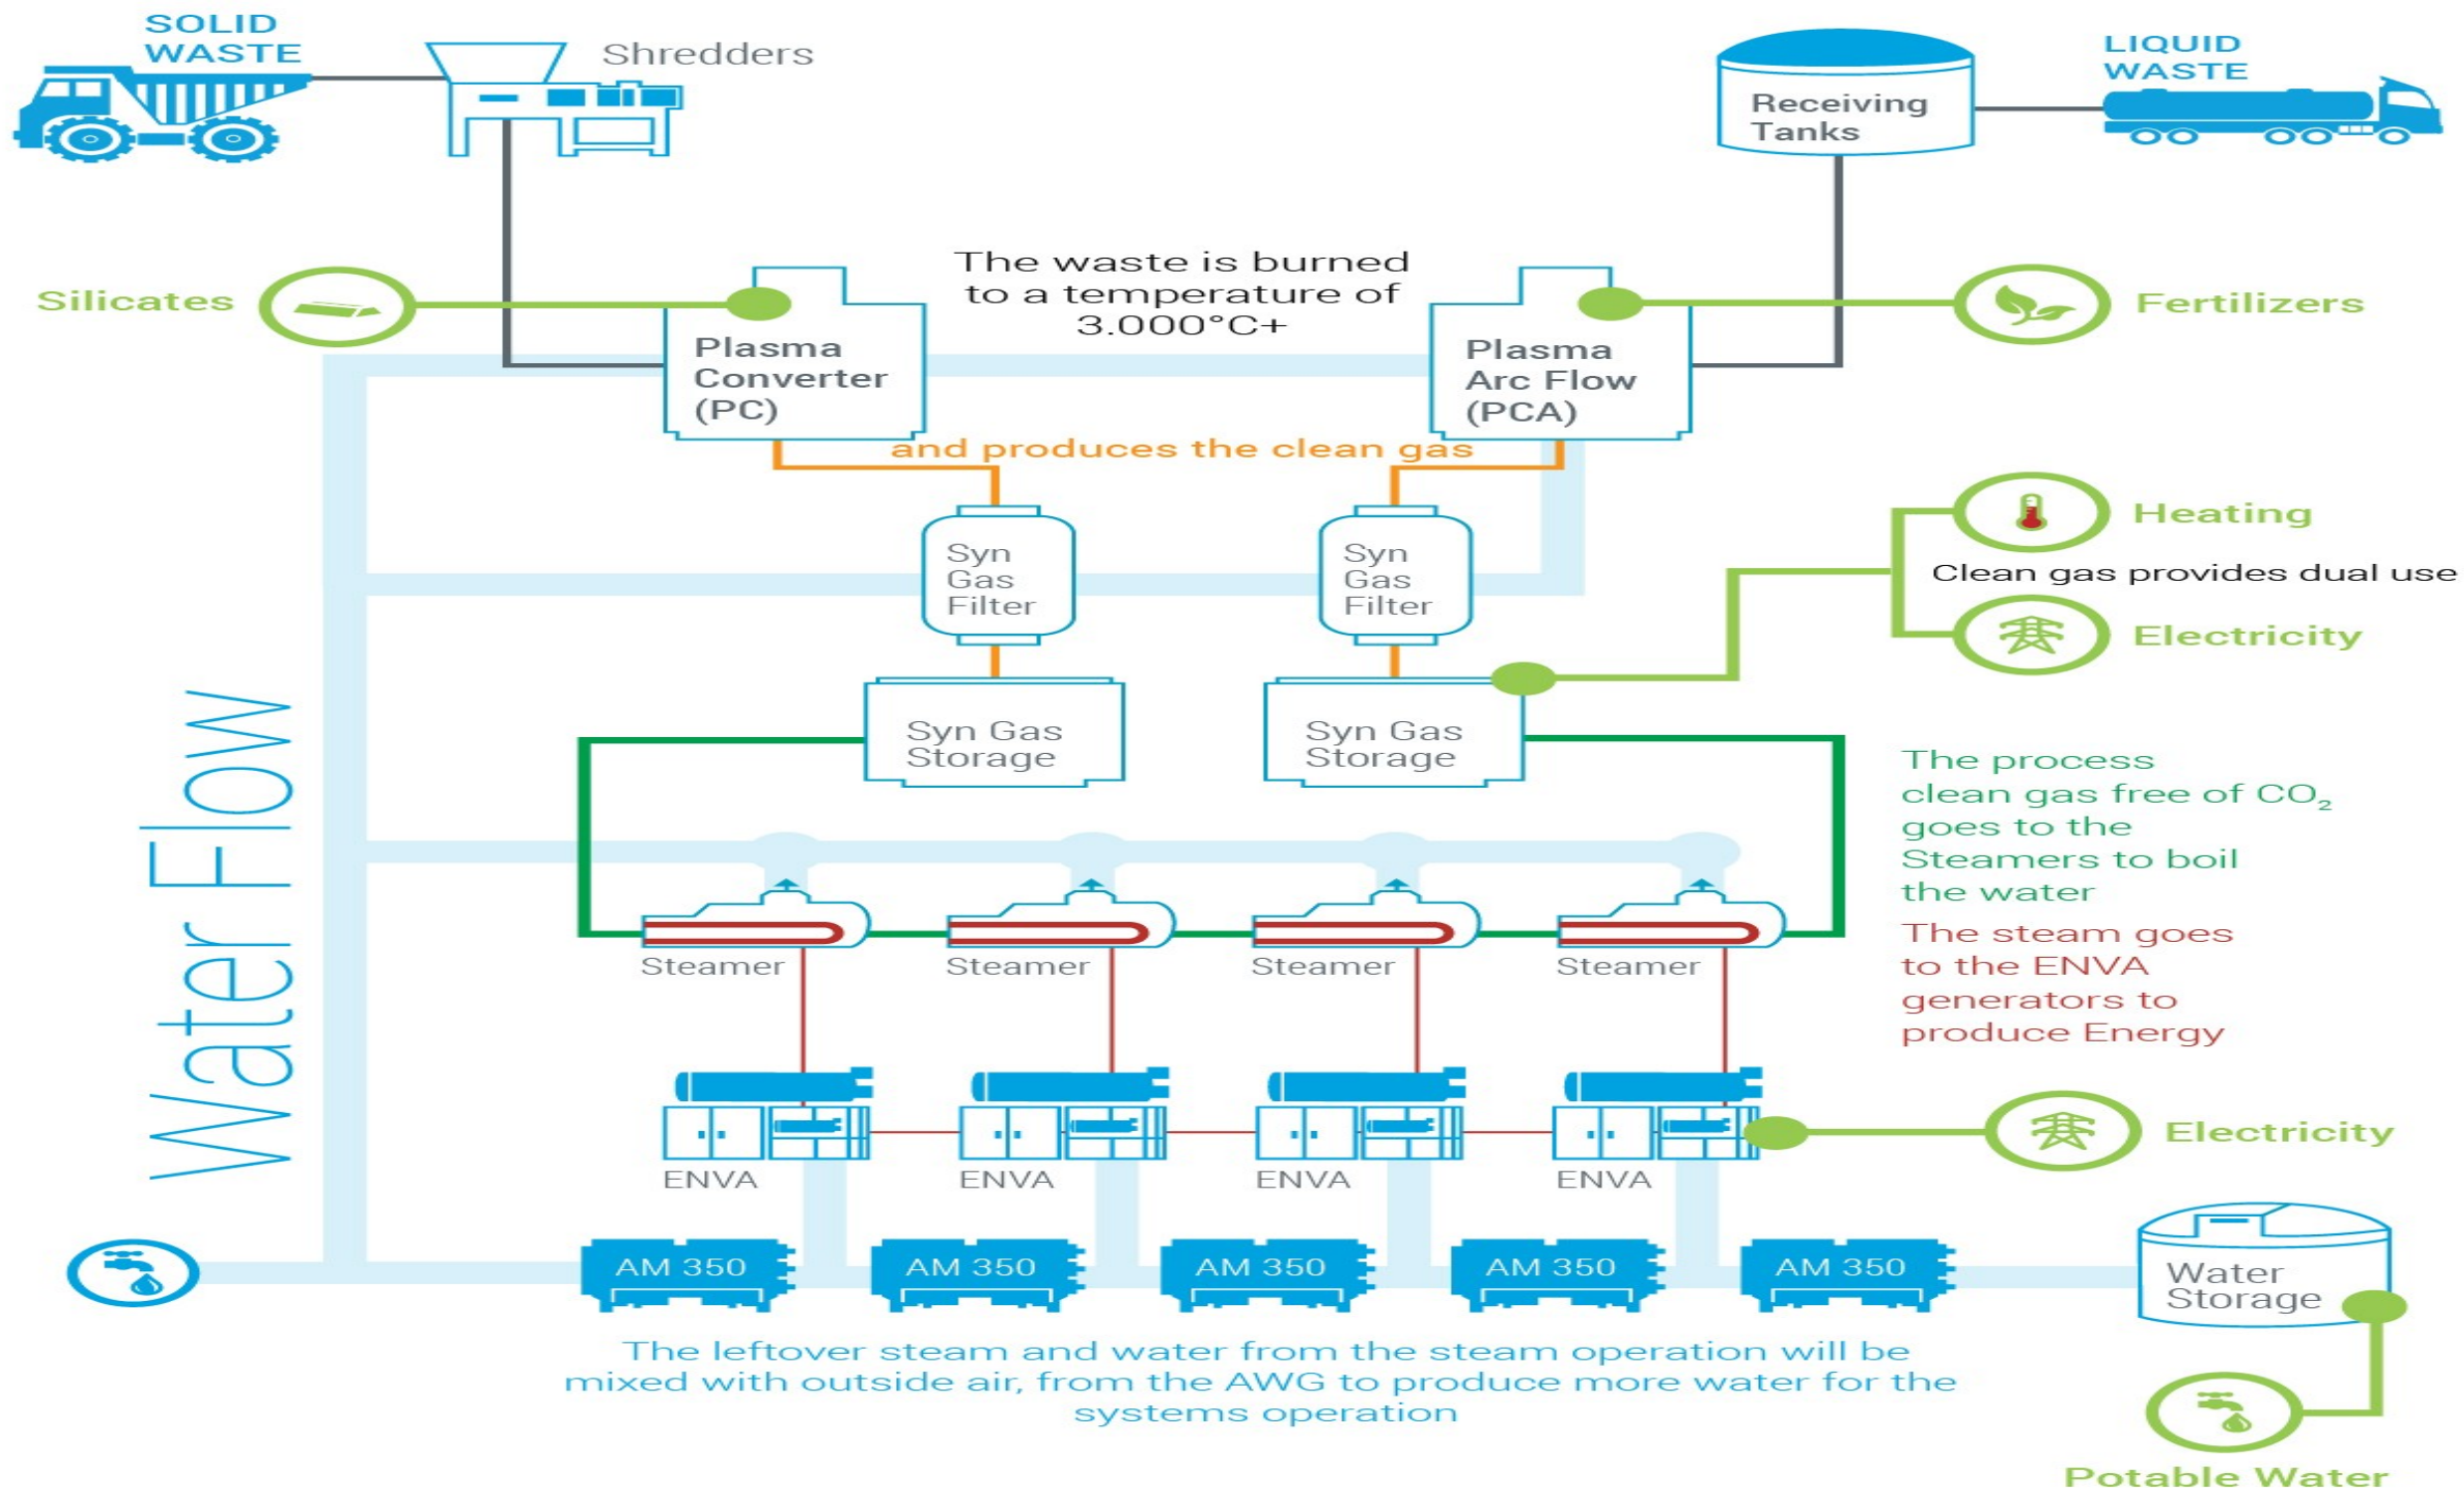 SOLID
WASTE
Shredders
Receiving
Tanks
LIQUID
WASTE
Silicates
The waste is burned
to a temperature of
3.000°C+
Fertilizers
Plasma
Converter
(PC)
Plasma
Arc Flow
(PCA)
and produces the clean gas
Syn
Gas
Filter
Syn
Gas
Filter
Heating
Clean gas provides dual use
Electricity
Syn Gas
Storage
Syn Gas
Storage
The process
clean gas free of CO₂
goes to the
Steamers to boil
the water
The steam goes
to the ENVA
generators to
produce Energy
Water Flow
Steamer
Steamer
Steamer
Steamer
ENVA
ENVA
ENVA
ENVA
Electricity
AM 350
AM 350
AM 350
AM 350
AM 350
Water
Storage
The leftover steam and water from the steam operation will be
mixed with outside air, from the AWG to produce more water for the
systems operation
Potable Water